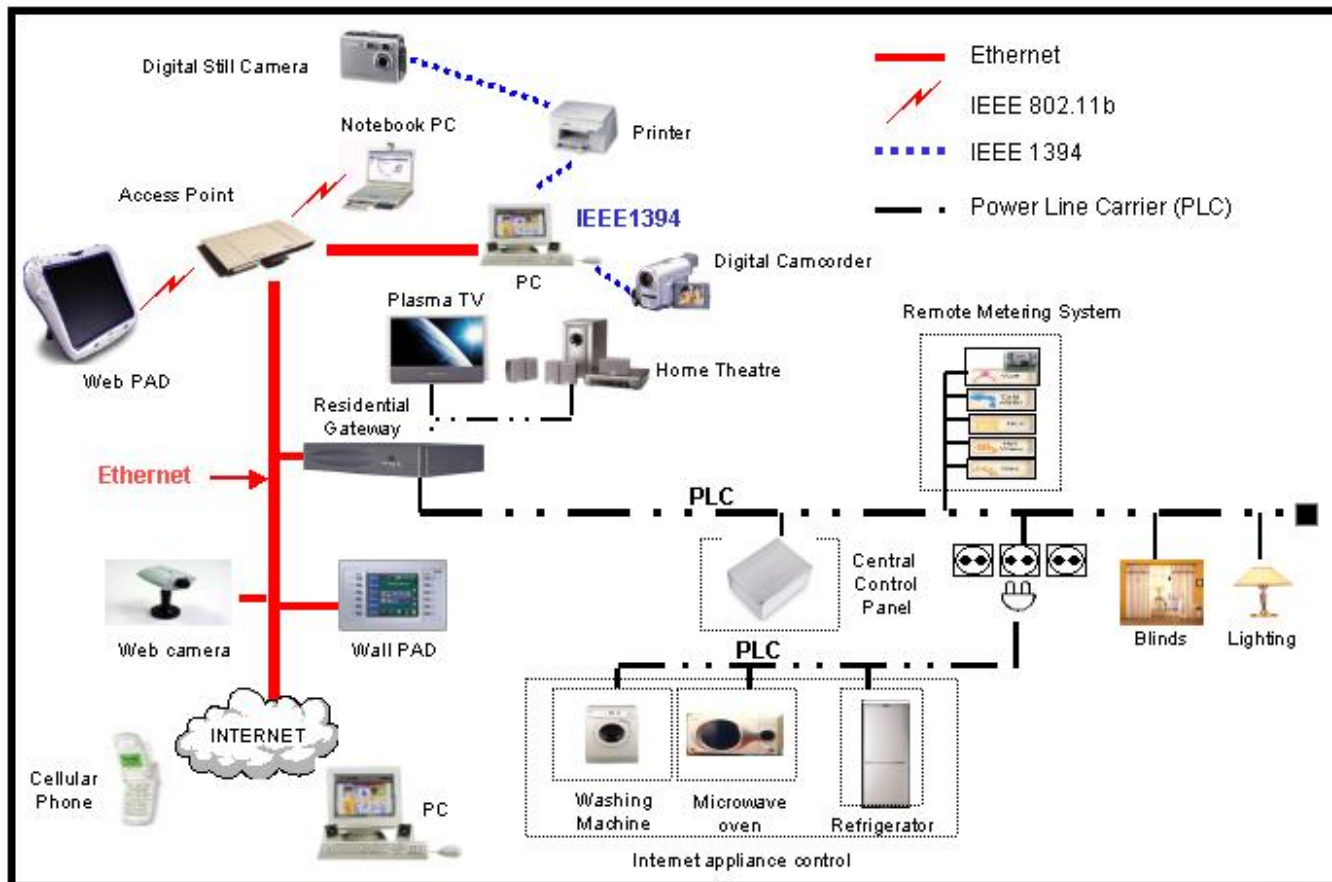 Digital Still Camera
Notebook PC
Printer
Access Point
IEEE1394
PC
Digital Camcorder
Web PAD
Plasma TV
Home Theatre
Residential
Gateway
Ethernet
Web camera
Wall PAD
INTERNET
Cellular
Phone
PC
Ethernet
IEEE 802.11b
IEEE 1394
Power Line Carrier (PLC)
Remote Metering System
PLC
Central
Control
Panel
Blinds
Lighting
PLC
Washing
Machine
Microwave
oven
Refrigerator
Internet appliance control